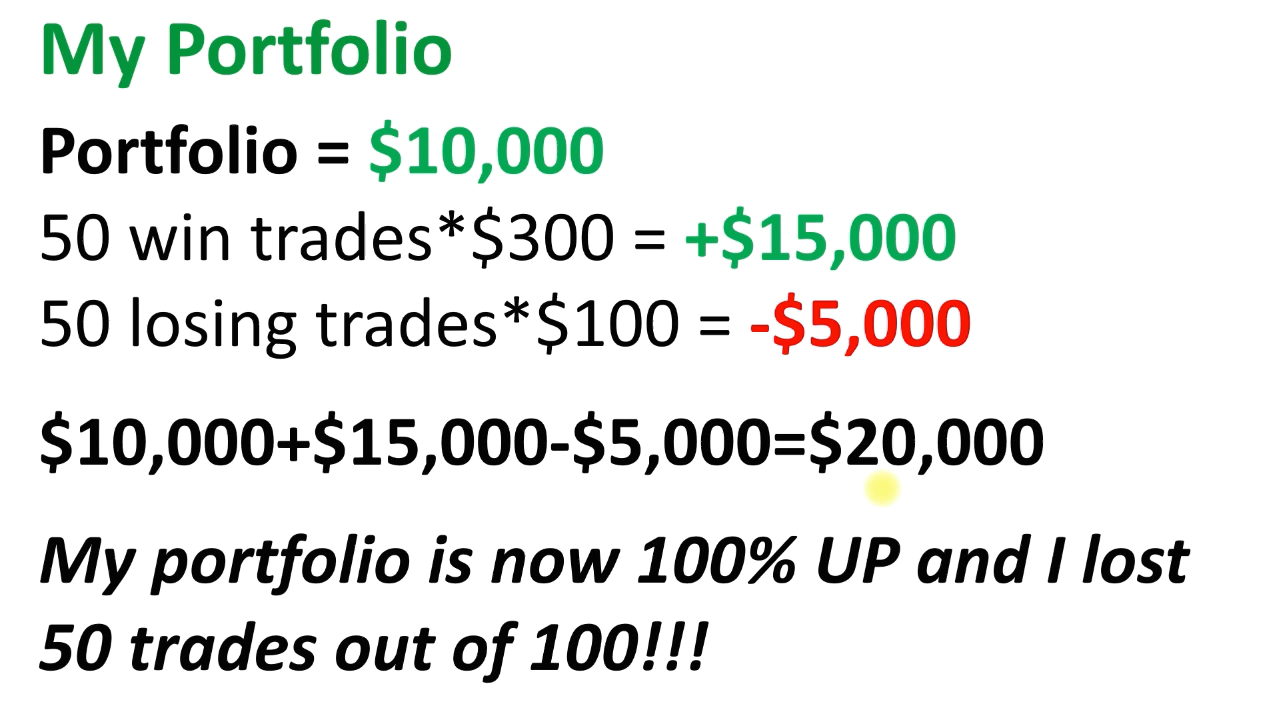 My Portfolio
Portfolio = $10,000
50 win trades*$300 = +$15,000
50 losing trades*$100 = -$5,000
$10,000+$15,000-$5,000=$20,000
My portfolio is now 100% UP and I lost
50 trades out of 100!!!